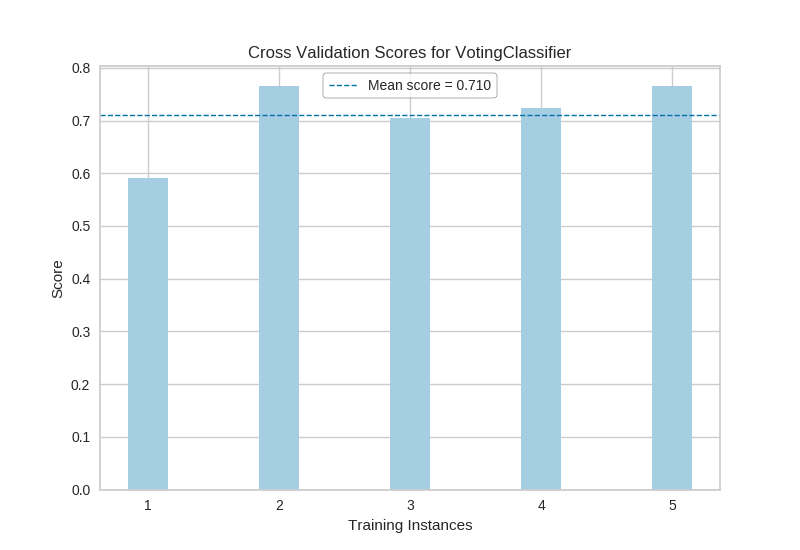 Cross Validation Scores for VotingClassifier
Mean score = 0.710
0.8
0.7
0.6
0.5
0.4
0.3
0.2
0.1
0.0
Score
1 2 3 4 5
Training Instances